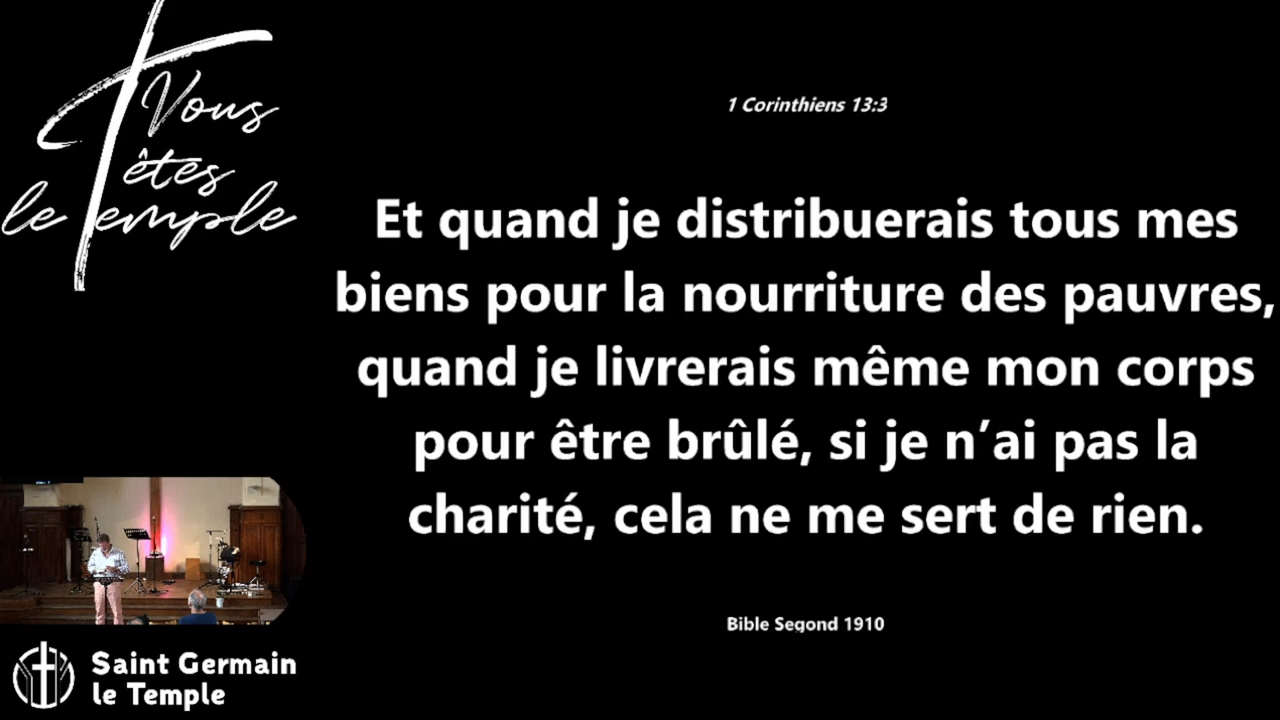 Vous
êtes
le Temple
1 Corinthiens 13:3
Et quand je distribuerais tous mes
biens pour la nourriture des pauvres,
quand je livrerais même mon corps
pour être brûlé, si je n’ai pas la
charité, cela ne me sert de rien.
Bible Segond 1910
Saint Germain
le Temple